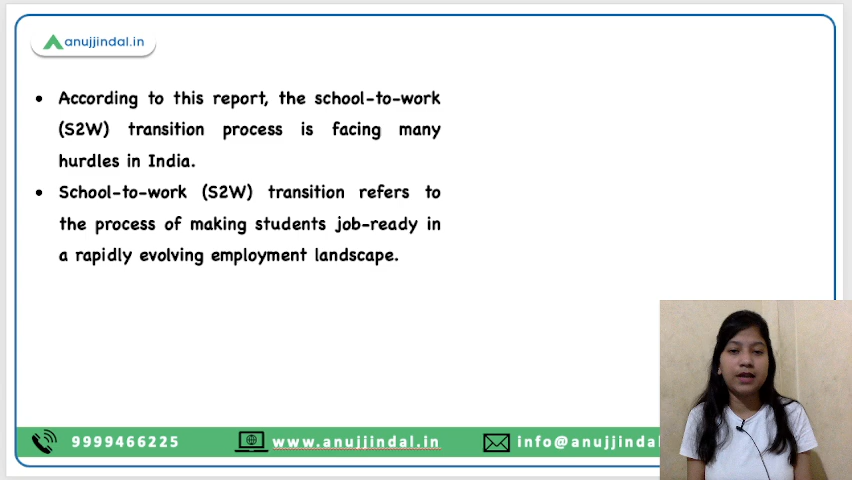 anujjindal.in
• According to this report, the school-to-work
(S2W) transition process is facing many
hurdles in India.
• School-to-work (S2W) transition refers to
the process of making students job-ready in
a rapidly evolving employment landscape.
9999466225 www.anujjindal.in info@anujjindal